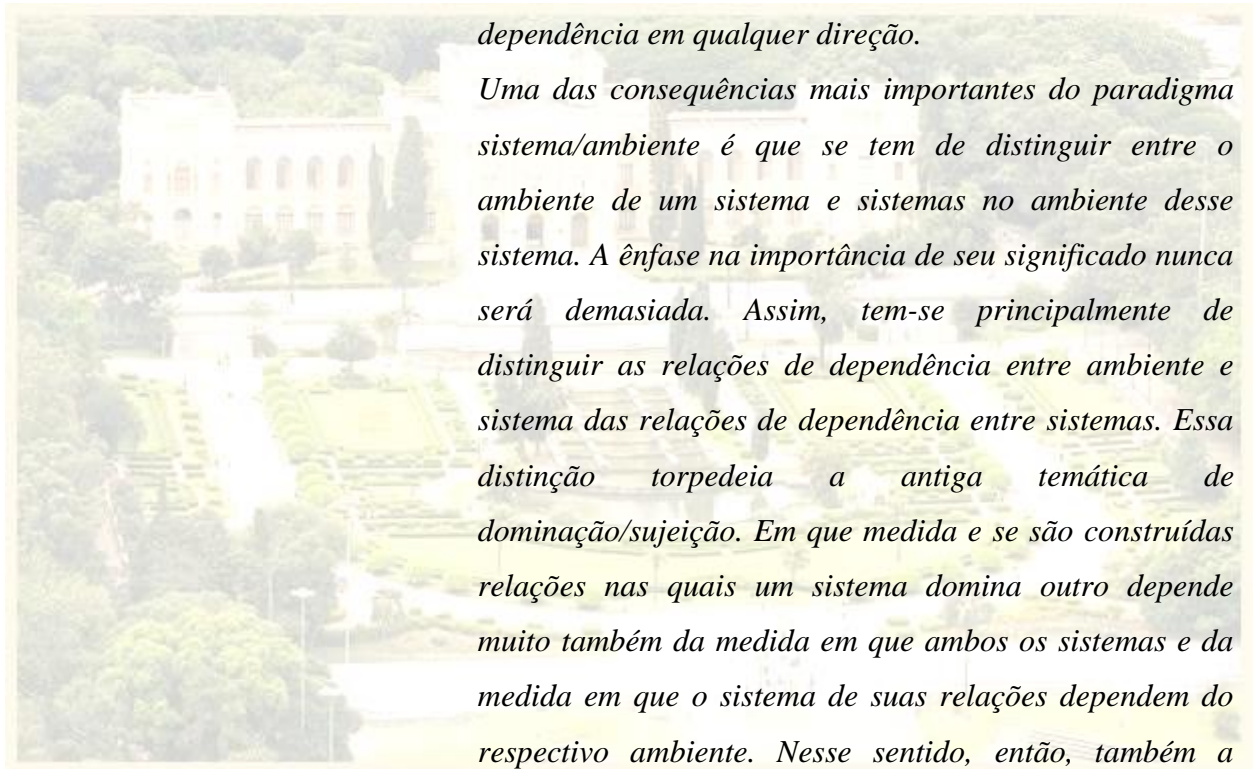 dependência em qualquer direção.
Uma das consequências mais importantes do paradigma
sistema/ambiente é que se tem de distinguir entre o
ambiente de um sistema e sistemas no ambiente desse
sistema. A ênfase na importância de seu significado nunca
será demasiada. Assim, tem-se principalmente de
distinguir as relações de dependência entre ambiente e
sistema das relações de dependência entre sistemas. Essa
distinção torpedeia a antiga temática de
dominação/sujeição. Em que medida e se são construídas
relações nas quais um sistema domina outro depende
muito também da medida em que ambos os sistemas e da
medida em que o sistema de suas relações dependem do
respectivo ambiente. Nesse sentido, então, também a